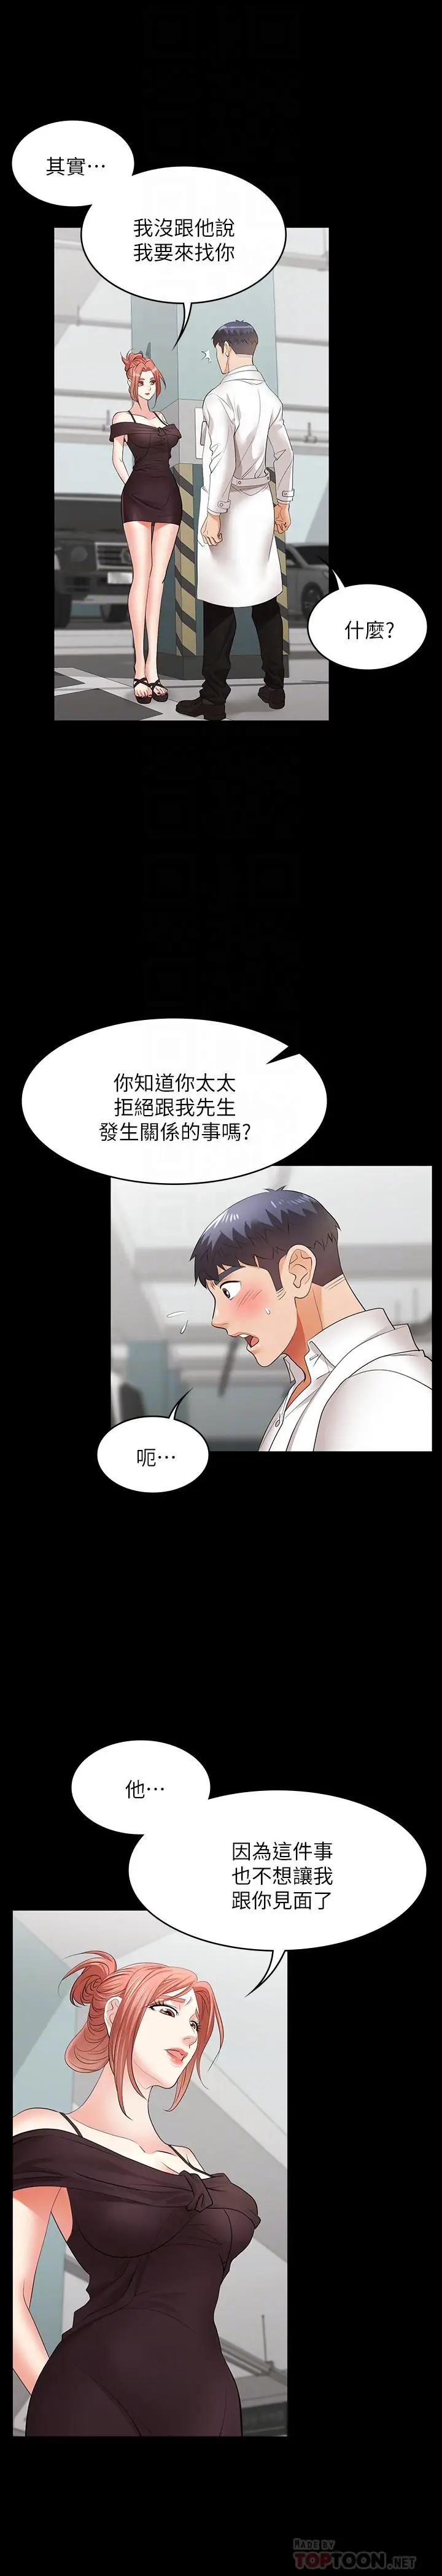 其實⋯
我沒跟他說
我要來找你
什麼?
你知道你太太
拒絕跟我先生
發生關係的事嗎?
呃⋯
他⋯
因為這件事
也不想讓我
跟你見面了
MADE BY
TOPTOON.NET